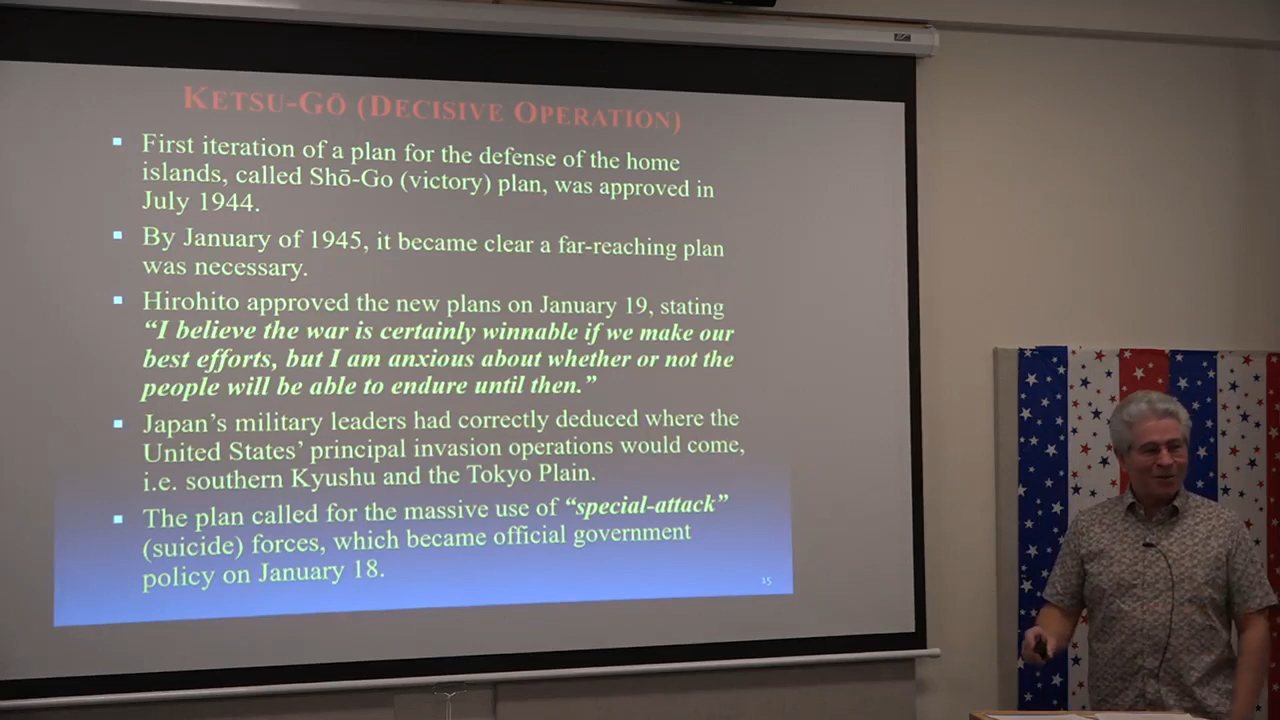 KETSU-GŌ (DECISIVE OPERATION)
First iteration of a plan for the defense of the home
islands, called Shō-Go (victory) plan, was approved in
July 1944.
By January of 1945, it became clear a far-reaching plan
was necessary.
Hirohito approved the new plans on January 19, stating
“I believe the war is certainly winnable if we make our
best efforts, but I am anxious about whether or not the
people will be able to endure until then.”
Japan’s military leaders had correctly deduced where the
United States’ principal invasion operations would come,
i.e. southern Kyushu and the Tokyo Plain.
The plan called for the massive use of “special-attack”
(suicide) forces, which became official government
policy on January 18.
15